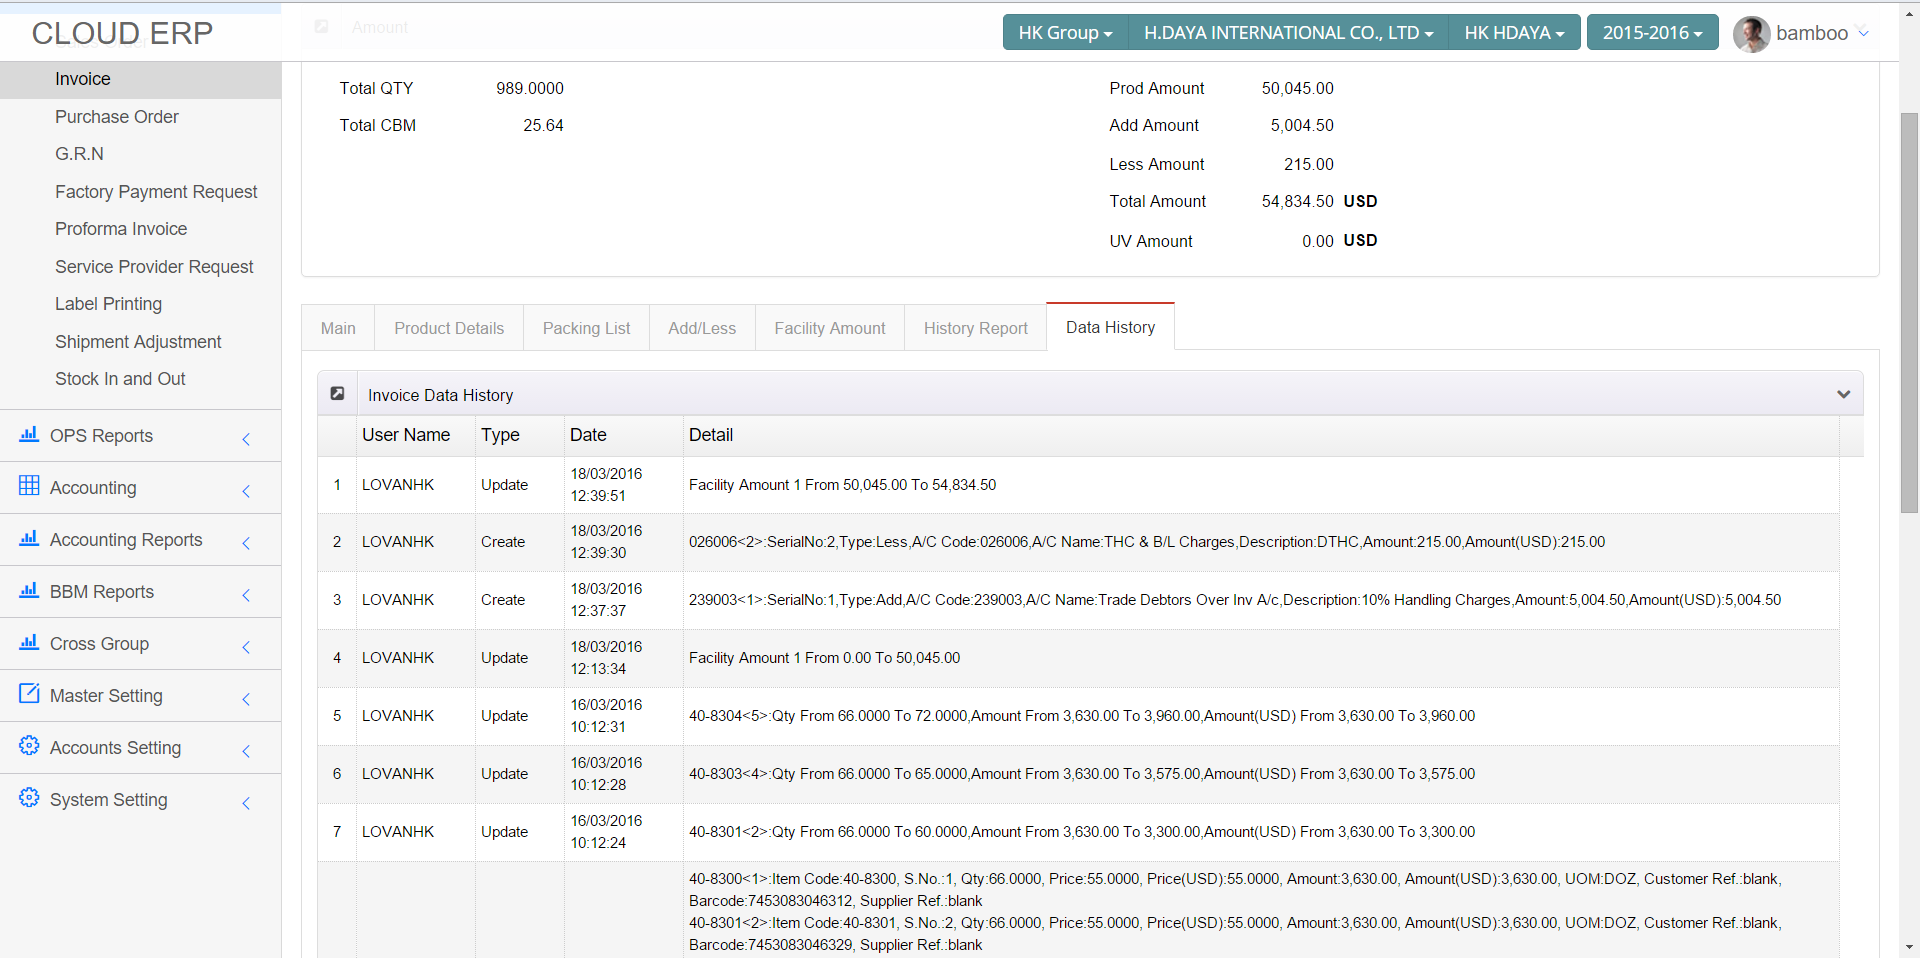 CLOUD ERP
Amount
HK Group
H.DAYA INTERNATIONAL CO., LTD
HK HDAYA
2015-2016
bamboo
Invoice
Purchase Order
G.R.N
Factory Payment Request
Proforma Invoice
Service Provider Request
Label Printing
Shipment Adjustment
Stock In and Out
OPS Reports
Accounting
Accounting Reports
BBM Reports
Cross Group
Master Setting
Accounts Setting
System Setting
Total QTY 989.0000
Total CBM 25.64
Prod Amount 50,045.00
Add Amount 5,004.50
Less Amount 215.00
Total Amount 54,834.50 USD
UV Amount 0.00 USD
Main Product Details Packing List Add/Less Facility Amount History Report Data History
Invoice Data History
User Name Type Date Detail
1 LOVANHK Update 18/03/2016 12:39:51 Facility Amount 1 From 50,045.00 To 54,834.50
2 LOVANHK Create 18/03/2016 12:39:30 026006<2>:SerialNo:2,Type:Less,A/C Code:026006,A/C Name:THC & B/L Charges,Description:DTHC,Amount:215.00,Amount(USD):215.00
3 LOVANHK Create 18/03/2016 12:37:37 239003<1>:SerialNo:1,Type:Add,A/C Code:239003,A/C Name:Trade Debtors Over Inv A/c,Description:10% Handling Charges,Amount:5,004.50,Amount(USD):5,004.50
4 LOVANHK Update 18/03/2016 12:13:34 Facility Amount 1 From 0.00 To 50,045.00
5 LOVANHK Update 16/03/2016 10:12:31 40-8304<5>:Qty From 66.0000 To 72.0000,Amount From 3,630.00 To 3,960.00,Amount(USD) From 3,630.00 To 3,960.00
6 LOVANHK Update 16/03/2016 10:12:28 40-8303<4>:Qty From 66.0000 To 65.0000,Amount From 3,630.00 To 3,575.00,Amount(USD) From 3,630.00 To 3,575.00
7 LOVANHK Update 16/03/2016 10:12:24 40-8301<2>:Qty From 66.0000 To 60.0000,Amount From 3,630.00 To 3,300.00,Amount(USD) From 3,630.00 To 3,300.00
40-8300<1>:Item Code:40-8300, S.No.:1, Qty:66.0000, Price:55.0000, Price(USD):55.0000, Amount:3,630.00, Amount(USD):3,630.00, UOM:DOZ, Customer Ref.:blank,
Barcode:7453083046312, Supplier Ref.:blank
40-8301<2>:Item Code:40-8301, S.No.:2, Qty:66.0000, Price:55.0000, Price(USD):55.0000, Amount:3,630.00, Amount(USD):3,630.00, UOM:DOZ, Customer Ref.:blank,
Barcode:7453083046329, Supplier Ref.:blank